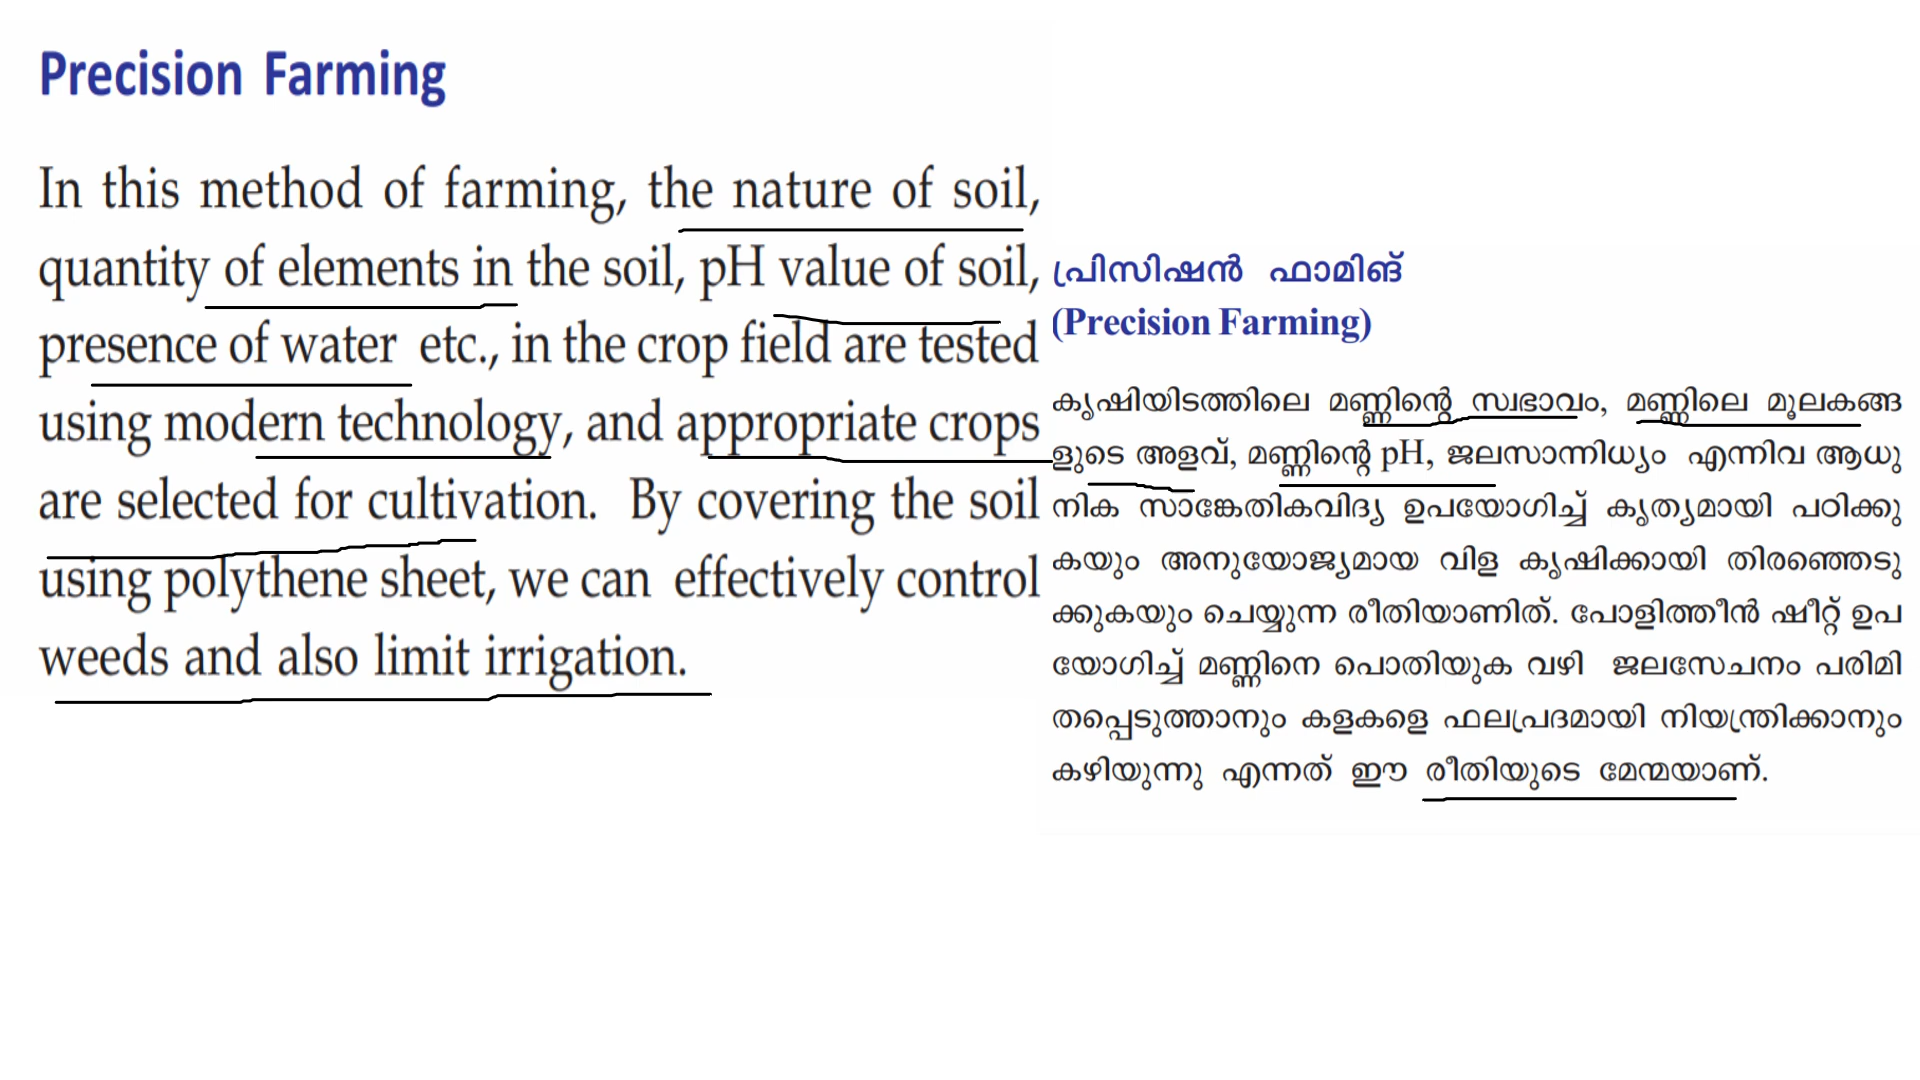 Precision Farming
In this method of farming, the nature of soil,
quantity of elements in the soil, pH value of soil,
presence of water etc., in the crop field are tested
using modern technology, and appropriate crops
are selected for cultivation. By covering the soil
using polythene sheet, we can effectively control
weeds and also limit irrigation.
പ്രിസിഷൻ ഫാമിങ്
(Precision Farming)
കൃഷിയിടത്തിലെ മണ്ണിന്റെ സ്വഭാവം, മണ്ണിലെ മൂലകങ്ങ
ളുടെ അളവ്, മണ്ണിന്റെ pH, ജലസാന്നിധ്യം എന്നിവ ആധു
നിക സാങ്കേതികവിദ്യ ഉപയോഗിച്ച് കൃത്യമായി പഠിക്കു
കയും അനുയോജ്യമായ വിള കൃഷിക്കായി തിരഞ്ഞെടു
ക്കുകയും ചെയ്യുന്ന രീതിയാണിത്. പോളിത്തീൻ ഷീറ്റ് ഉപ
യോഗിച്ച് മണ്ണിനെ പൊതിയുക വഴി ജലസേചനം പരിമി
തപ്പെടുത്താനും കളകളെ ഫലപ്രദമായി നിയന്ത്രിക്കാനും
കഴിയുന്നു എന്നത് ഈ രീതിയുടെ മേന്മയാണ്.